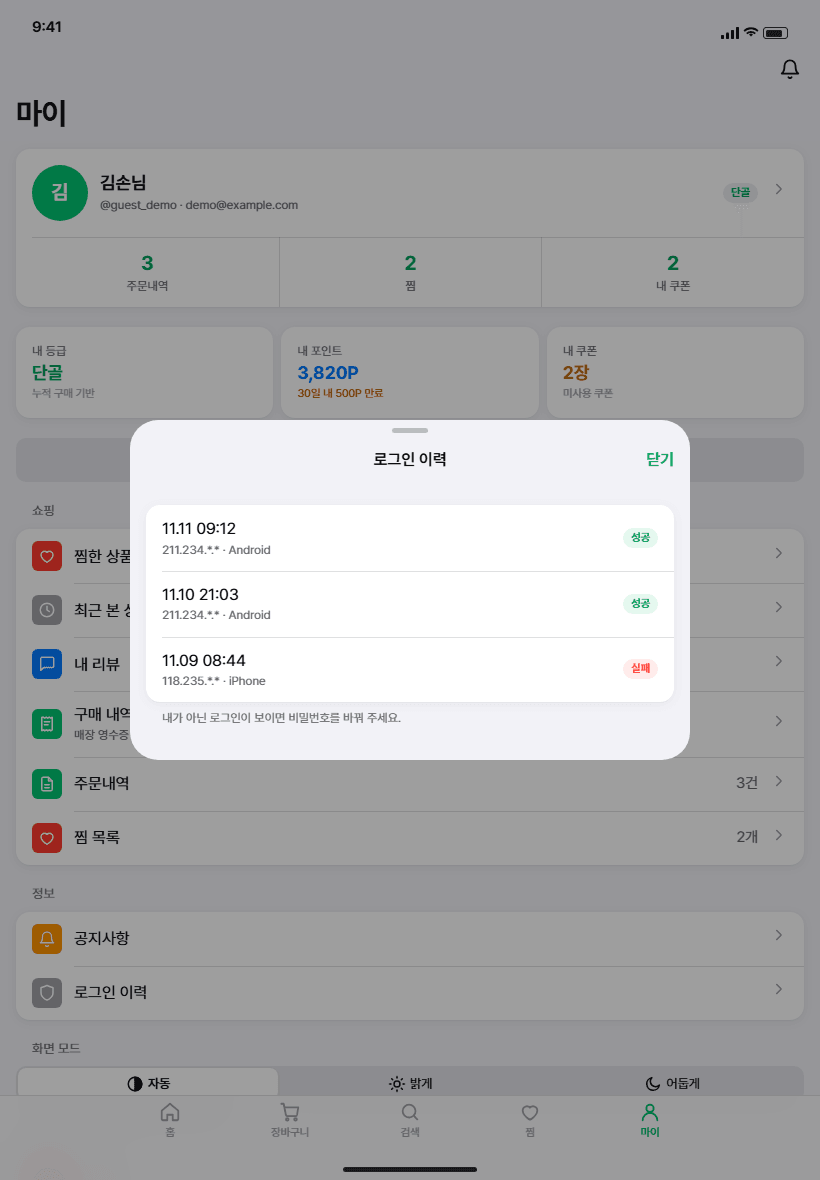 9:41
마이
김
김손님
@guest_demo · demo@example.com
단골
3
주문내역
2
찜
2
내 쿠폰
내 등급
단골
누적 구매 기반
내 포인트
3,820P
30일 내 500P 만료
내 쿠폰
2장
미사용 쿠폰
로그인 이력
닫기
11.11 09:12
211.234.*.* · Android
성공
11.10 21:03
211.234.*.* · Android
성공
11.09 08:44
118.235.*.* · iPhone
실패
내가 아닌 로그인이 보이면 비밀번호를 바꿔 주세요.
쇼핑
찜한 상품
최근 본
내 리뷰
구매 내역
매장 영수증
주문내역
3건
찜 목록
2개
정보
공지사항
로그인 이력
화면 모드
자동
밝게
어둡게
홈
장바구니
검색
찜
마이